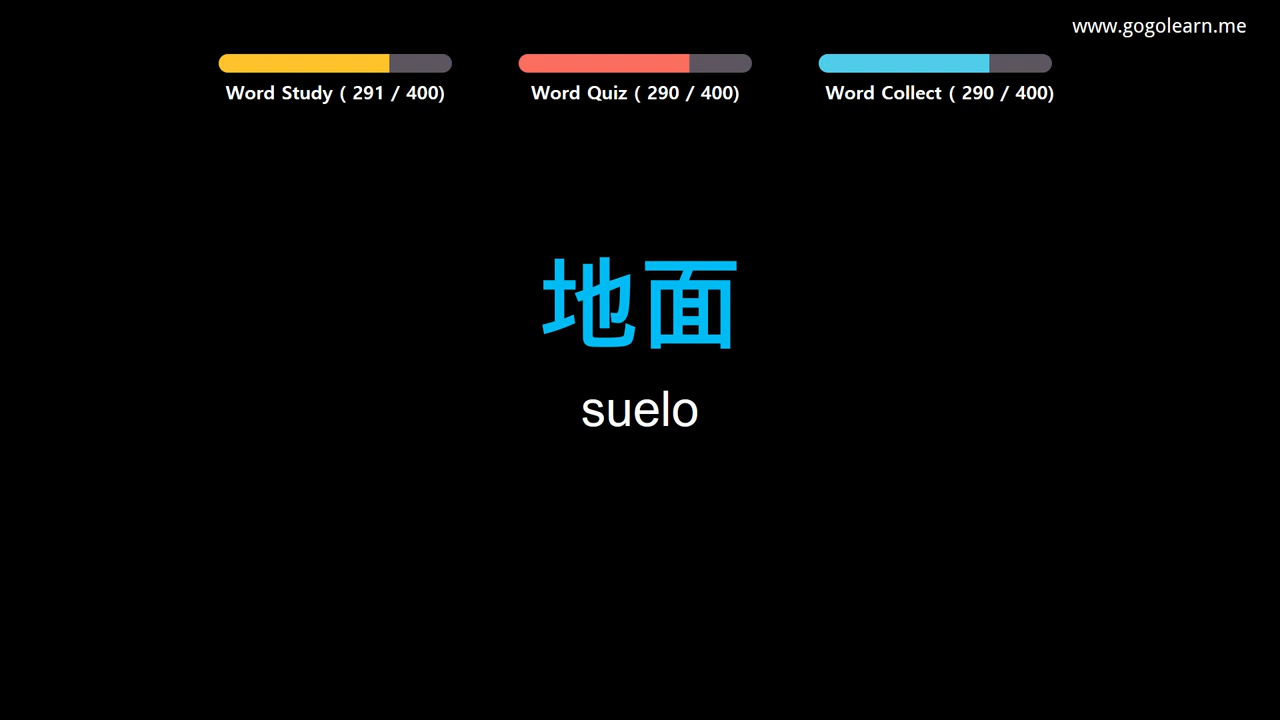 www.gogolearn.me
Word Study ( 291 / 400)
Word Quiz ( 290 / 400)
Word Collect ( 290 / 400)
地面
suelo